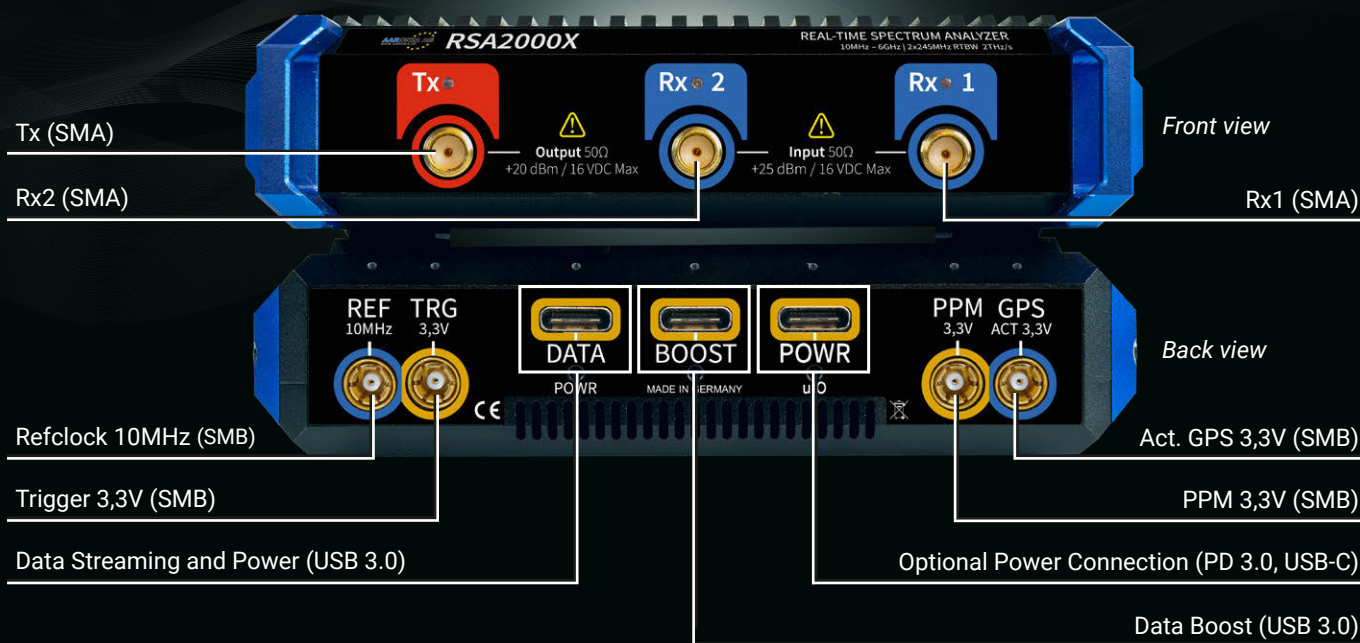 AARONIA AG
RSA2000X
REAL-TIME SPECTRUM ANALYZER
10MHz – 6GHz | 2x245MHz RTBW 2THz/s
Tx
Rx 2
Rx 1
Output 50Ω
+20 dBm / 16 VDC Max
Input 50Ω
+25 dBm / 16 VDC Max
Tx (SMA)
Front view
Rx2 (SMA)
Rx1 (SMA)
REF
10MHz
TRG
3,3V
DATA
BOOST
POWR
PPM
3,3V
GPS
ACT 3,3V
POWR
MADE IN GERMANY
CE
Back view
Refclock 10MHz (SMB)
Act. GPS 3,3V (SMB)
Trigger 3,3V (SMB)
PPM 3,3V (SMB)
Data Streaming and Power (USB 3.0)
Optional Power Connection (PD 3.0, USB-C)
Data Boost (USB 3.0)